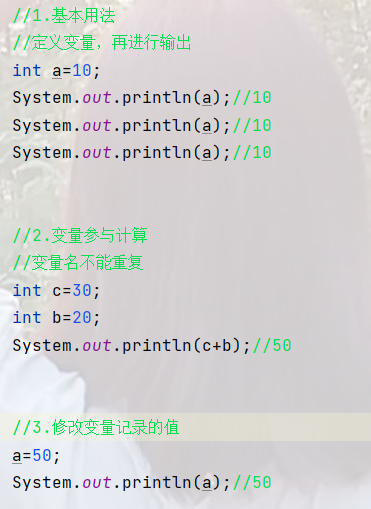 //1.基本用法
//定义变量，再进行输出
int a=10;
System.out.println(a);//10
System.out.println(a);//10
System.out.println(a);//10
//2.变量参与计算
//变量名不能重复
int c=30;
int b=20;
System.out.println(c+b);//50
//3.修改变量记录的值
a=50;
System.out.println(a);//50